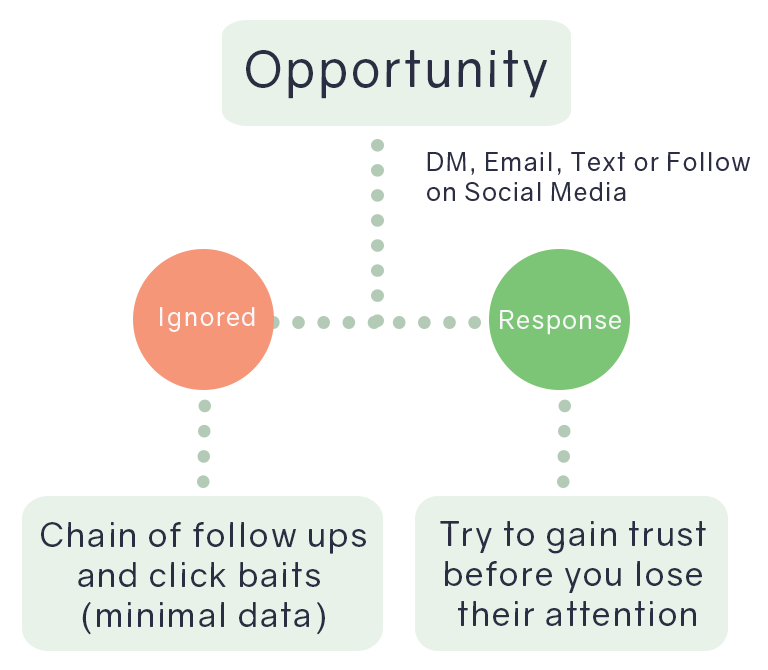 Opportunity
DM, Email, Text or Follow
on Social Media
Ignored
Response
Chain of follow ups
and click baits
(minimal data)
Try to gain trust
before you lose
their attention